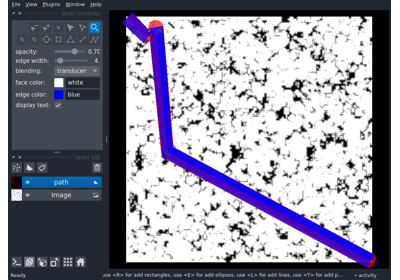 File View Plugins Window Help
layer controls
opacity: 0.70
edge width: 4
blending: translucen
face color: white
edge color: blue
display text:
layer list
path
Image
Ready
use <R> for add rectangles, use <E> for add ellipses, use <L> for add lines, use <T> for add p...
activity